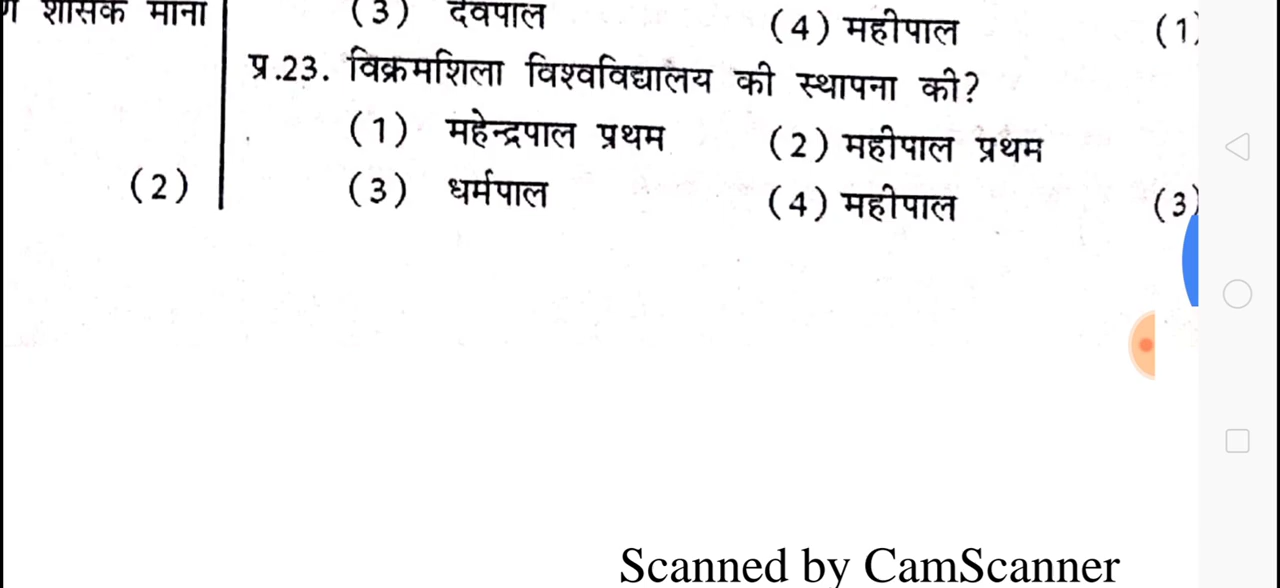 शासक माना
(2)
(3) देवपाल (4) महीपाल (1)
प्र.23. विक्रमशिला विश्वविद्यालय की स्थापना की?
(1) महेन्द्रपाल प्रथम (2) महीपाल प्रथम
(3) धर्मपाल (4) महीपाल (3)
Scanned by CamScanner